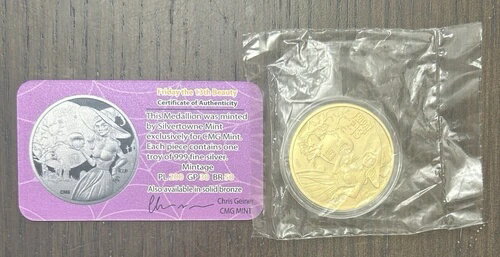 Friday the 13th Beauty
Certificate of Authenticity
This Medallion was minted
by Silvertowne Mint
exclusively for CMG Mint.
Each piece contains one
troy of 999 fine silver.
Mintage
PL 200 GP 30 BR 50
Also available in solid bronze
Chris Geiner
CMG MINT
CMG